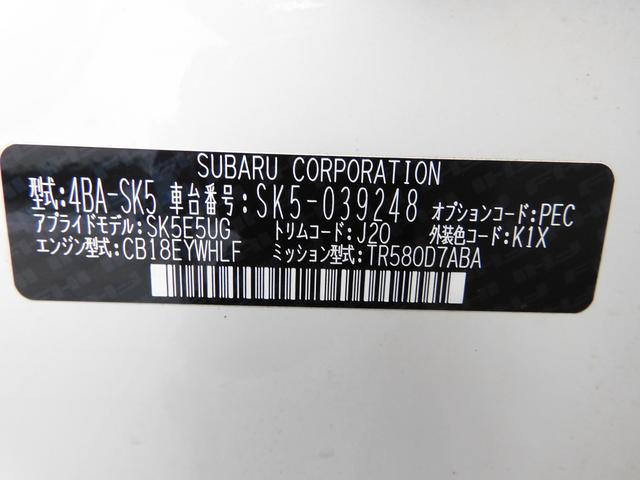 SUBARU CORPORATION
型式:4BA-SK5 車台番号:SK5-039248 オプションコード:PEC
アプライドモデル:SK5E5UG トリムコード:J20 外装色コード:K1X
エンジン型式:CB18EYWHLF ミッション型式:TR580D7ABA